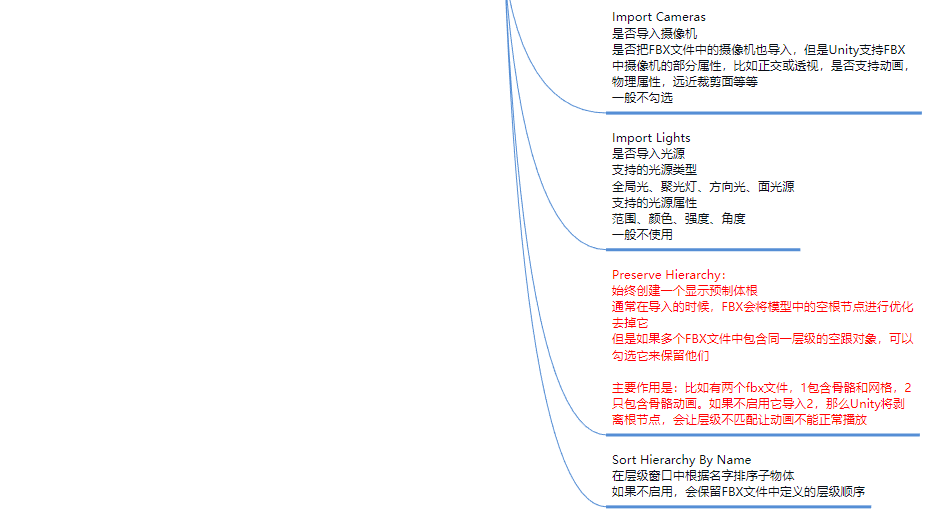 Import Cameras
是否导入摄像机
是否把FBX文件中的摄像机也导入，但是Unity支持FBX
中摄像机的部分属性，比如正交或透视，是否支持动画，
物理属性，远近裁剪面等等
一般不勾选
Import Lights
是否导入光源
支持的光源类型
全局光、聚光灯、方向光、面光源
支持的光源属性
范围、颜色、强度、角度
一般不使用
Preserve Hierarchy：
始终创建一个显示预制体根
通常在导入的时候，FBX会将模型中的空根节点进行优化
去掉它
但是如果多个FBX文件中包含同一层级的空跟对象，可以
勾选它来保留他们
主要作用是：比如有两个fbx文件，1包含骨骼和网格，2
只包含骨骼动画。如果不启用它导入2，那么Unity将剥
离根节点，会让层级不匹配让动画不能正常播放
Sort Hierarchy By Name
在层级窗口中根据名字排序子物体
如果不启用，会保留FBX文件中定义的层级顺序